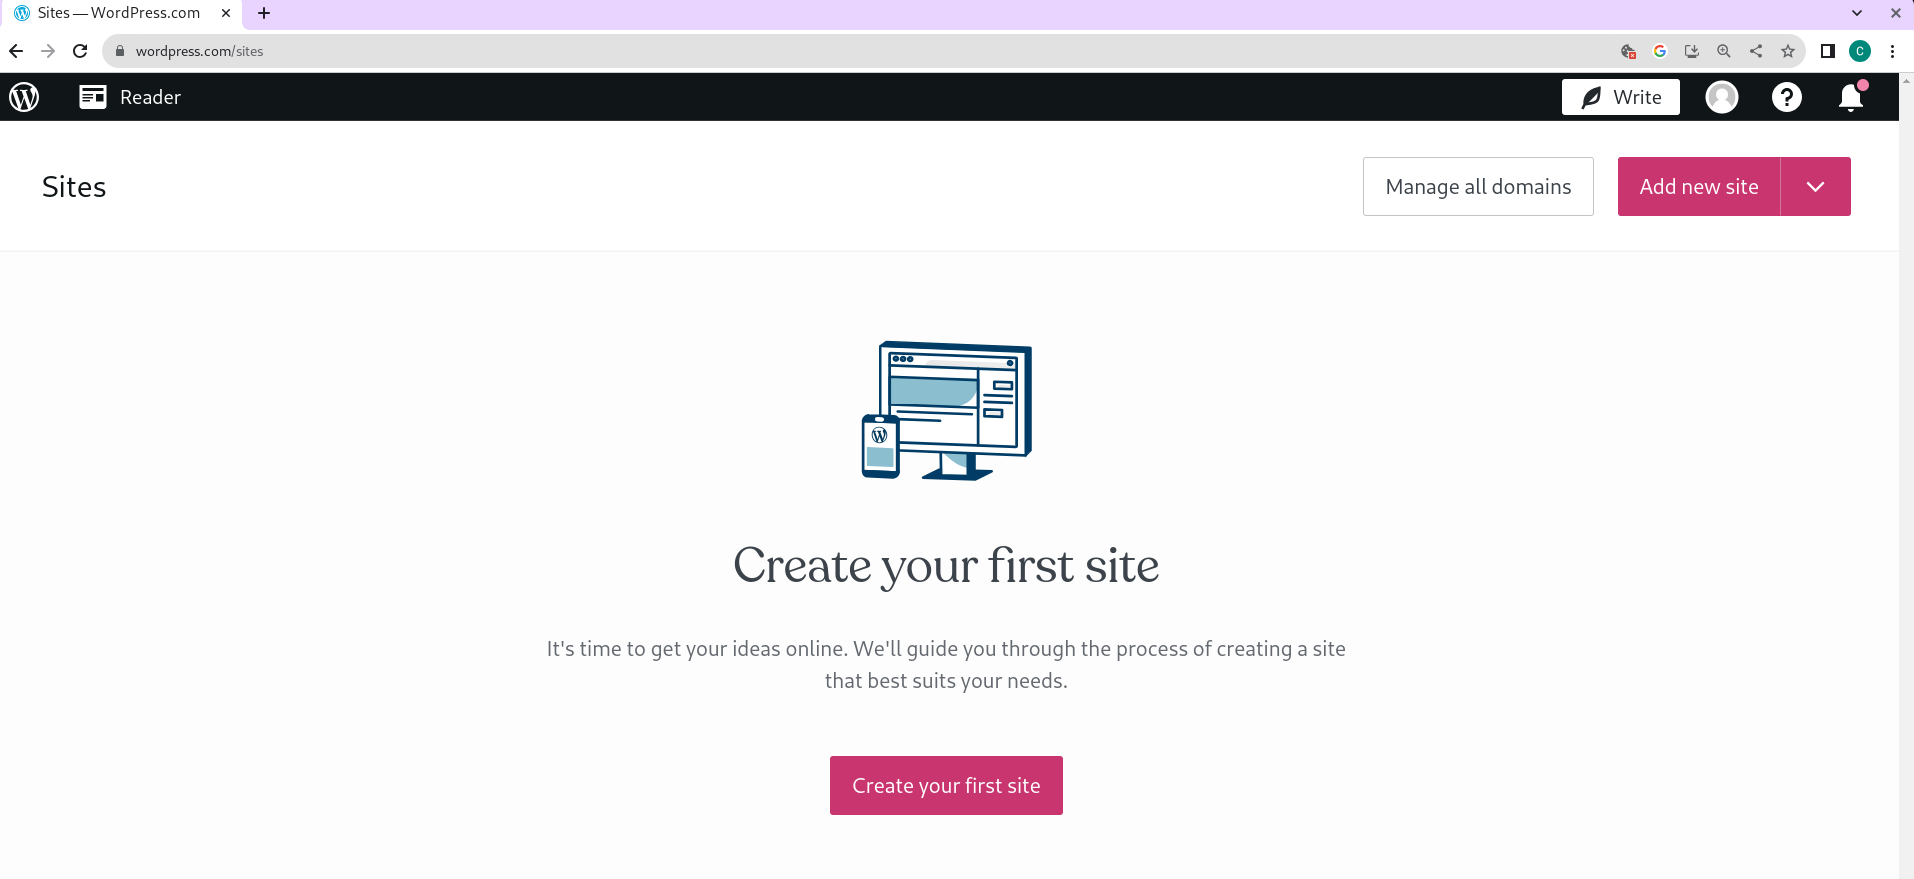 Sites — WordPress.com
wordpress.com/sites
C
Reader
Write
Sites
Manage all domains
Add new site
Create your first site
It's time to get your ideas online. We'll guide you through the process of creating a site
that best suits your needs.
Create your first site